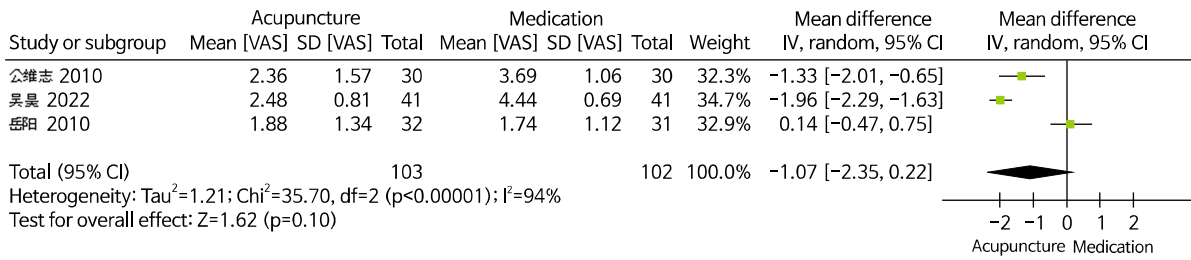 Acupuncture Medication Mean difference Mean difference
Study or subgroup Mean [VAS] SD [VAS] Total Mean [VAS] SD [VAS] Total Weight IV, random, 95% CI IV, random, 95% CI
公维志 2010 2.36 1.57 30 3.69 1.06 30 32.3% −1.33 [−2.01, −0.65]
吴昊 2022 2.48 0.81 41 4.44 0.69 41 34.7% −1.96 [−2.29, −1.63]
岳阳 2010 1.88 1.34 32 1.74 1.12 31 32.9% 0.14 [−0.47, 0.75]
Total (95% CI) 103 102 100.0% −1.07 [−2.35, 0.22]
Heterogeneity: Tau²=1.21; Chi²=35.70, df=2 (p<0.00001); I²=94%
Test for overall effect: Z=1.62 (p=0.10)
−2 −1 0 1 2
Acupuncture Medication